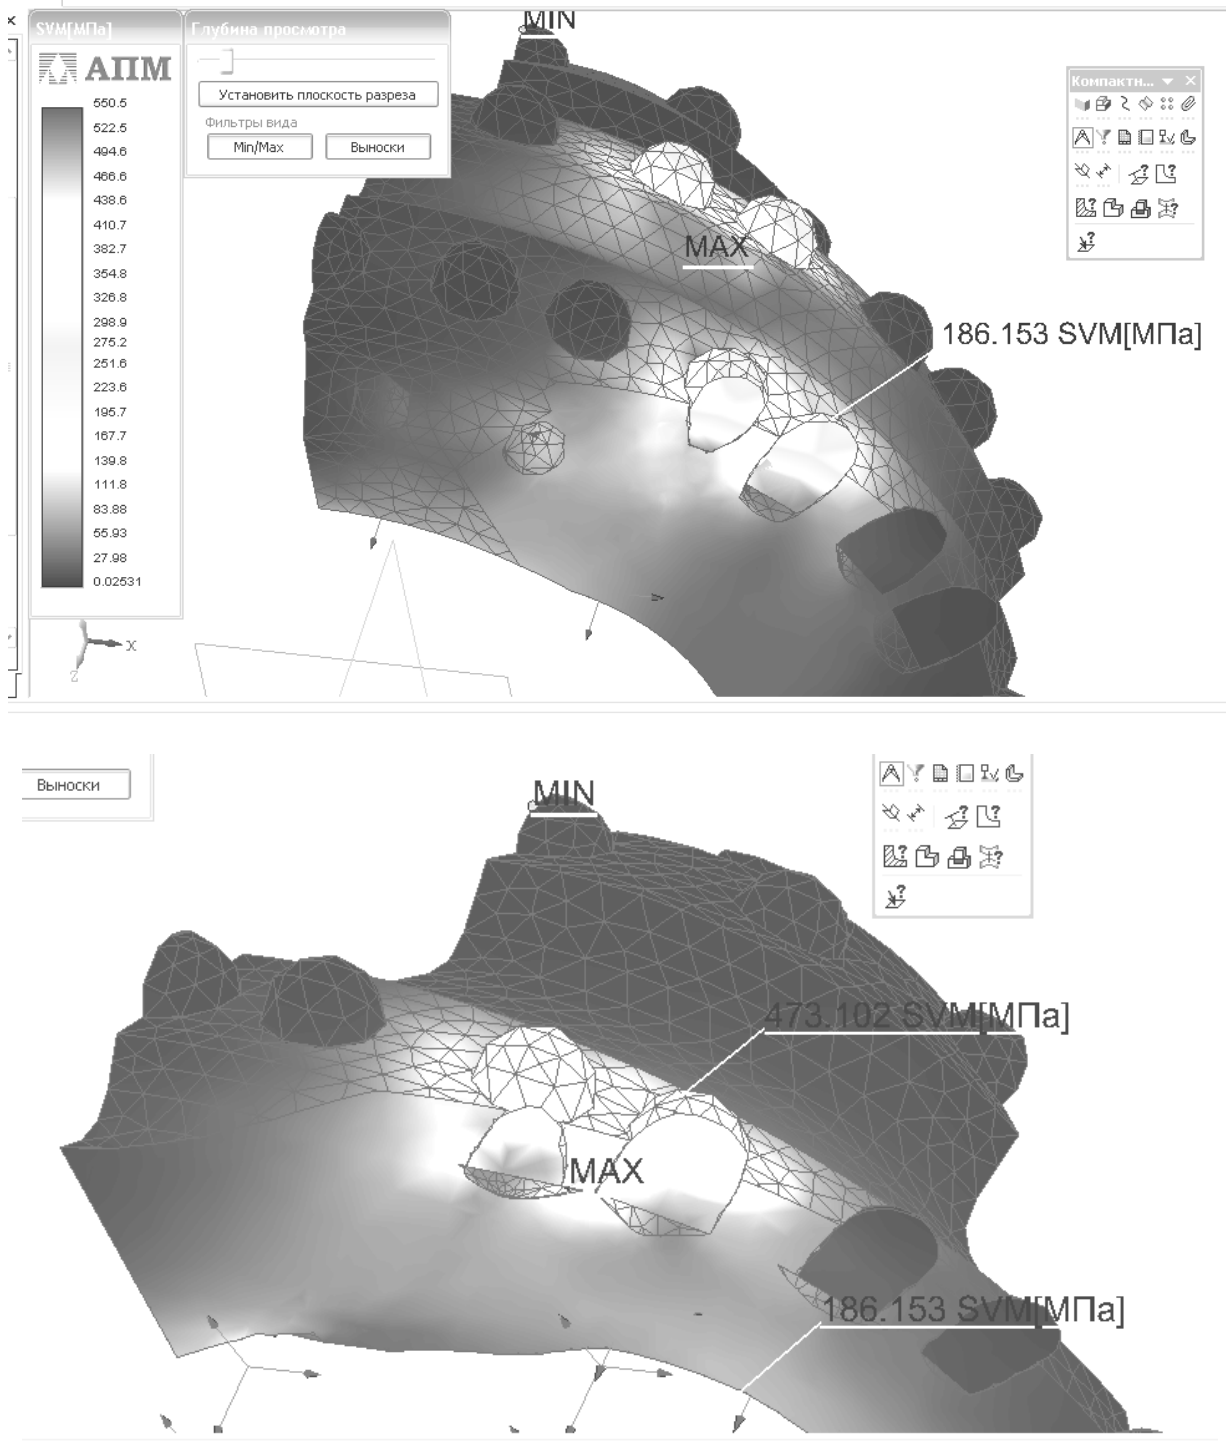 MIN
SVM[МПа]
Глубина просмотра
АПМ
Установить плоскость разреза
Фильтры вида
Min/Max
Выноски
550.5
522.5
494.6
466.6
438.6
410.7
382.7
354.8
326.8
298.9
275.2
251.6
223.6
195.7
167.7
139.8
111.8
83.88
55.93
27.98
0.02531
Компактн...
MAX
186.153 SVM[МПа]
X
Z
Выноски
MIN
473.102 SVM[МПа]
MAX
186.153 SVM[МПа]